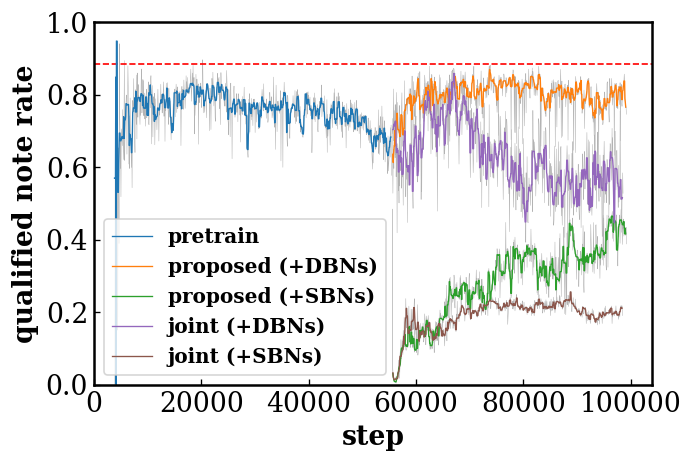 qualified note rate
1.0
0.8
0.6
0.4
0.2
0.0
pretrain
proposed (+DBNs)
proposed (+SBNs)
joint (+DBNs)
joint (+SBNs)
0 20000 40000 60000 80000 100000
step